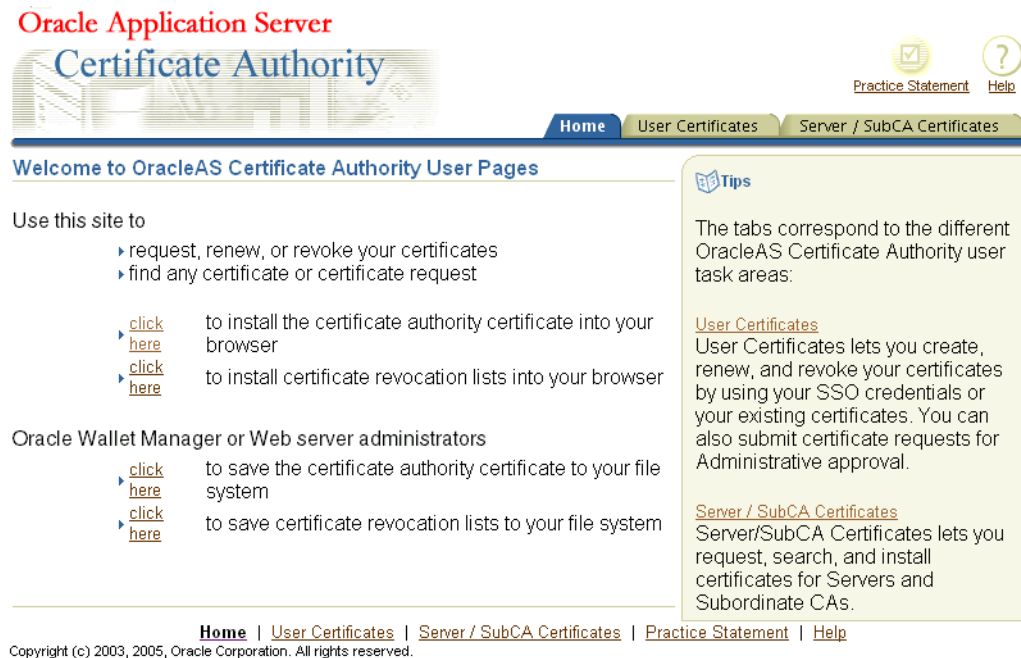 Oracle Application Server
Certificate Authority
Practice Statement
Help
Home
User Certificates
Server / SubCA Certificates
Welcome to OracleAS Certificate Authority User Pages
Use this site to
request, renew, or revoke your certificates
find any certificate or certificate request
click here to install the certificate authority certificate into your browser
click here to install certificate revocation lists into your browser
Oracle Wallet Manager or Web server administrators
click here to save the certificate authority certificate to your file system
click here to save certificate revocation lists to your file system
Tips
The tabs correspond to the different
OracleAS Certificate Authority user
task areas:
User Certificates
User Certificates lets you create,
renew, and revoke your certificates
by using your SSO credentials or
your existing certificates. You can
also submit certificate requests for
Administrative approval.
Server / SubCA Certificates
Server/SubCA Certificates lets you
request, search, and install
certificates for Servers and
Subordinate CAs.
Home | User Certificates | Server / SubCA Certificates | Practice Statement | Help
Copyright (c) 2003, 2005, Oracle Corporation. All rights reserved.